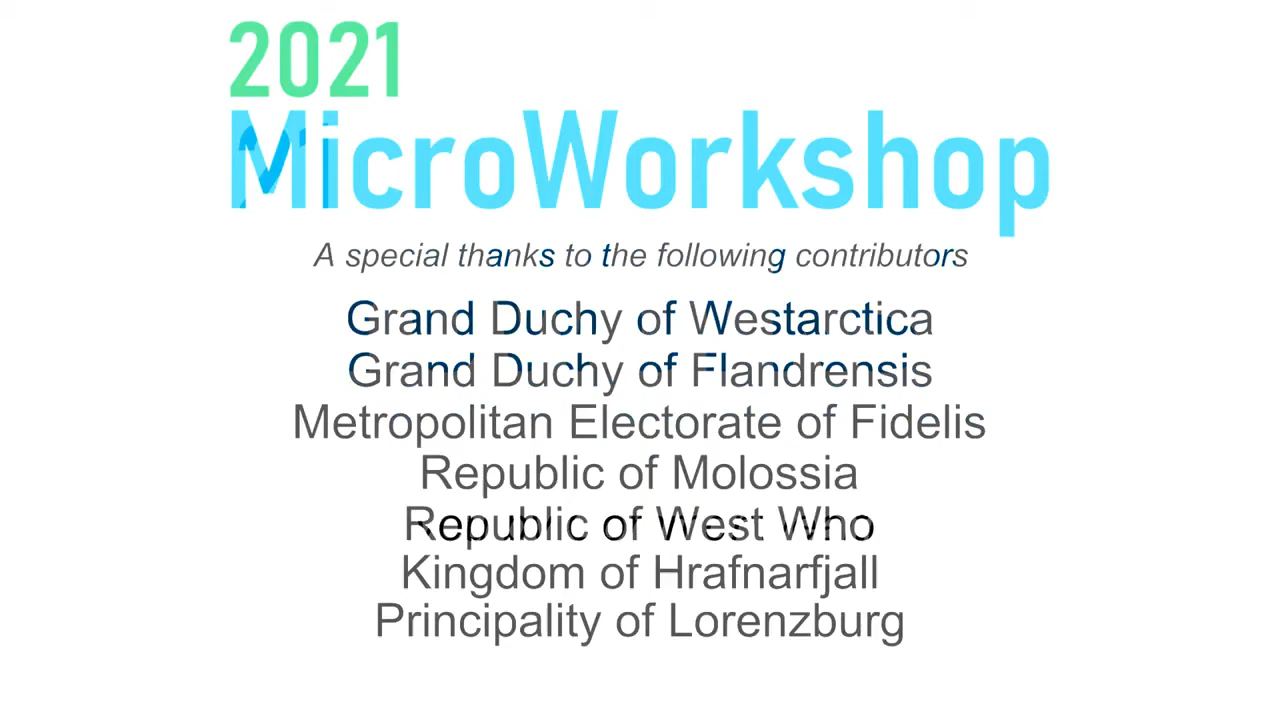 2021
MicroWorkshop
A special thanks to the following contributors
Grand Duchy of Westarctica
Grand Duchy of Flandrensis
Metropolitan Electorate of Fidelis
Republic of Molossia
Republic of West Who
Kingdom of Hrafnarfjall
Principality of Lorenzburg